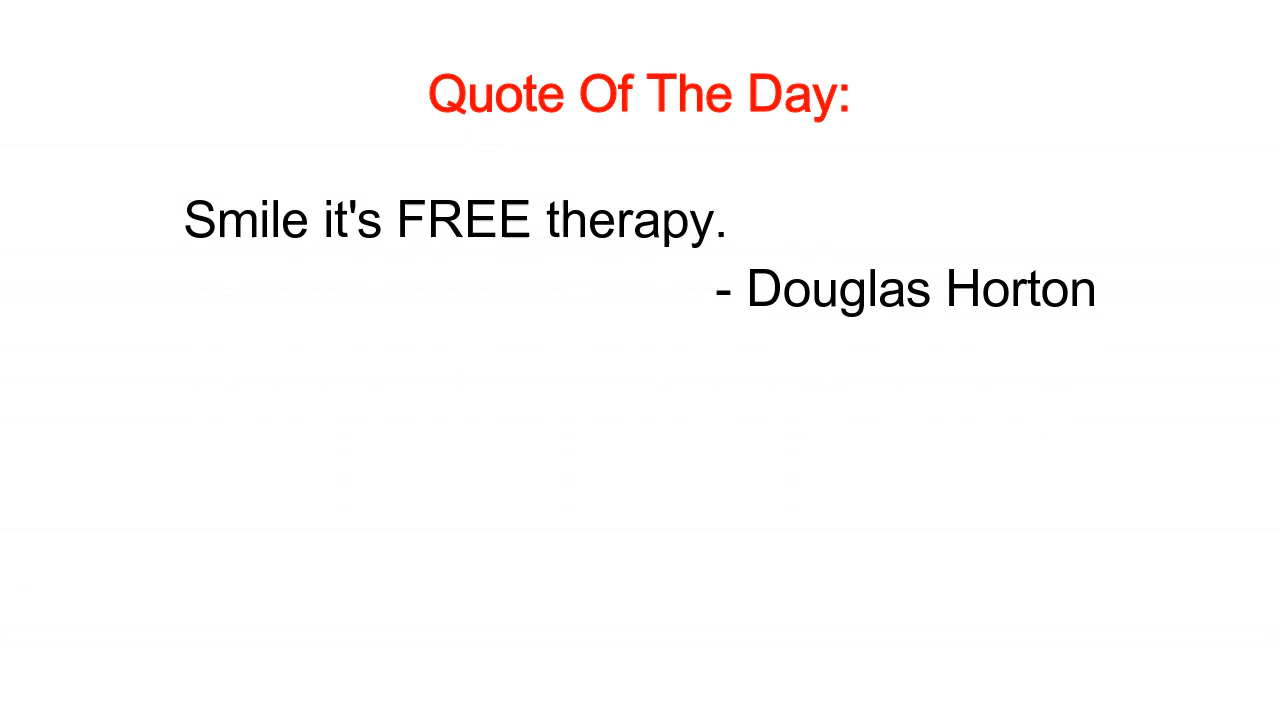 Quote Of The Day:
Smile it's FREE therapy.
- Douglas Horton